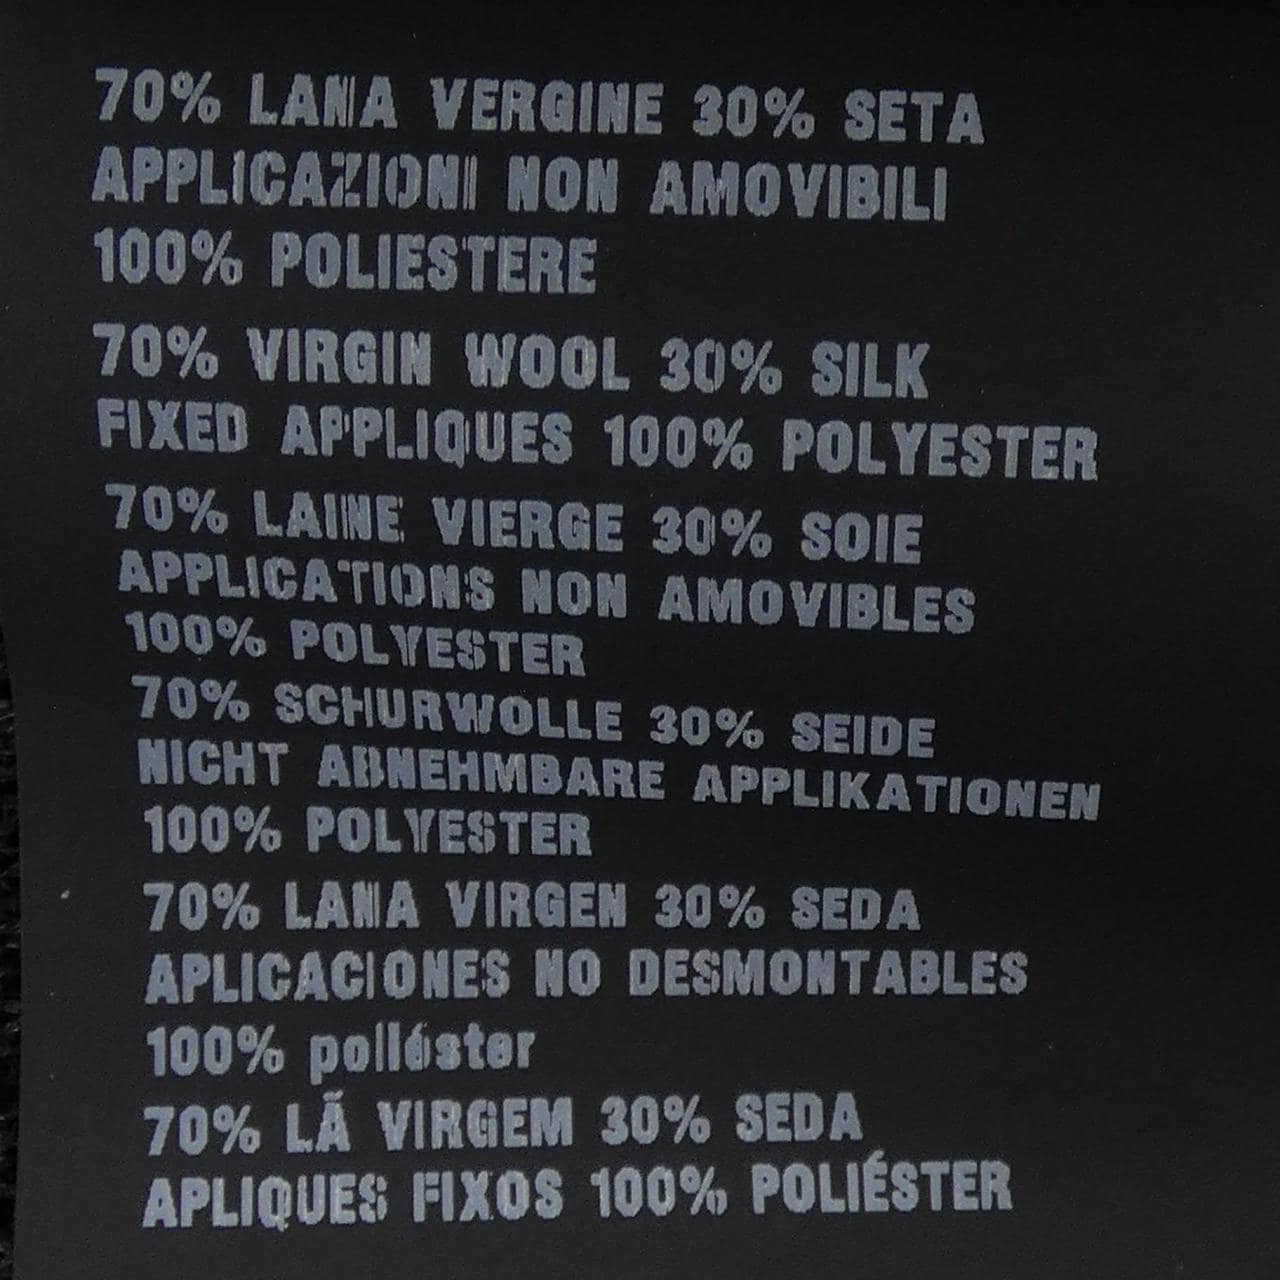 70% LANA VERGINE 30% SETA
APPLICAZIONI NON AMOVIBILI
100% POLIESTERE
70% VIRGIN WOOL 30% SILK
FIXED APPLIQUES 100% POLYESTER
70% LAINE VIERGE 30% SOIE
APPLICATIONS NON AMOVIBLES
100% POLYESTER
70% SCHURWOLLE 30% SEIDE
NICHT ABNEHMBARE APPLIKATIONEN
100% POLYESTER
70% LANA VIRGEN 30% SEDA
APLICACIONES NO DESMONTABLES
100% poliéster
70% LÃ VIRGEM 30% SEDA
APLIQUES FIXOS 100% POLIÉSTER